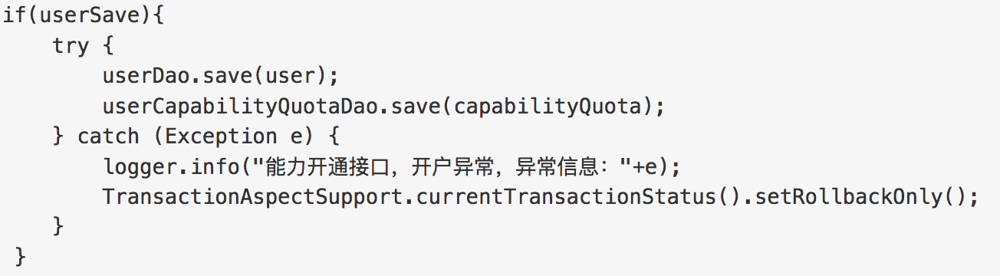 if(userSave){
    try {
        userDao.save(user);
        userCapabilityQuotaDao.save(capabilityQuota);
    } catch (Exception e) {
        logger.info("能力开通接口，开户异常，异常信息："+e);
        TransactionAspectSupport.currentTransactionStatus().setRollbackOnly();
    }
 }